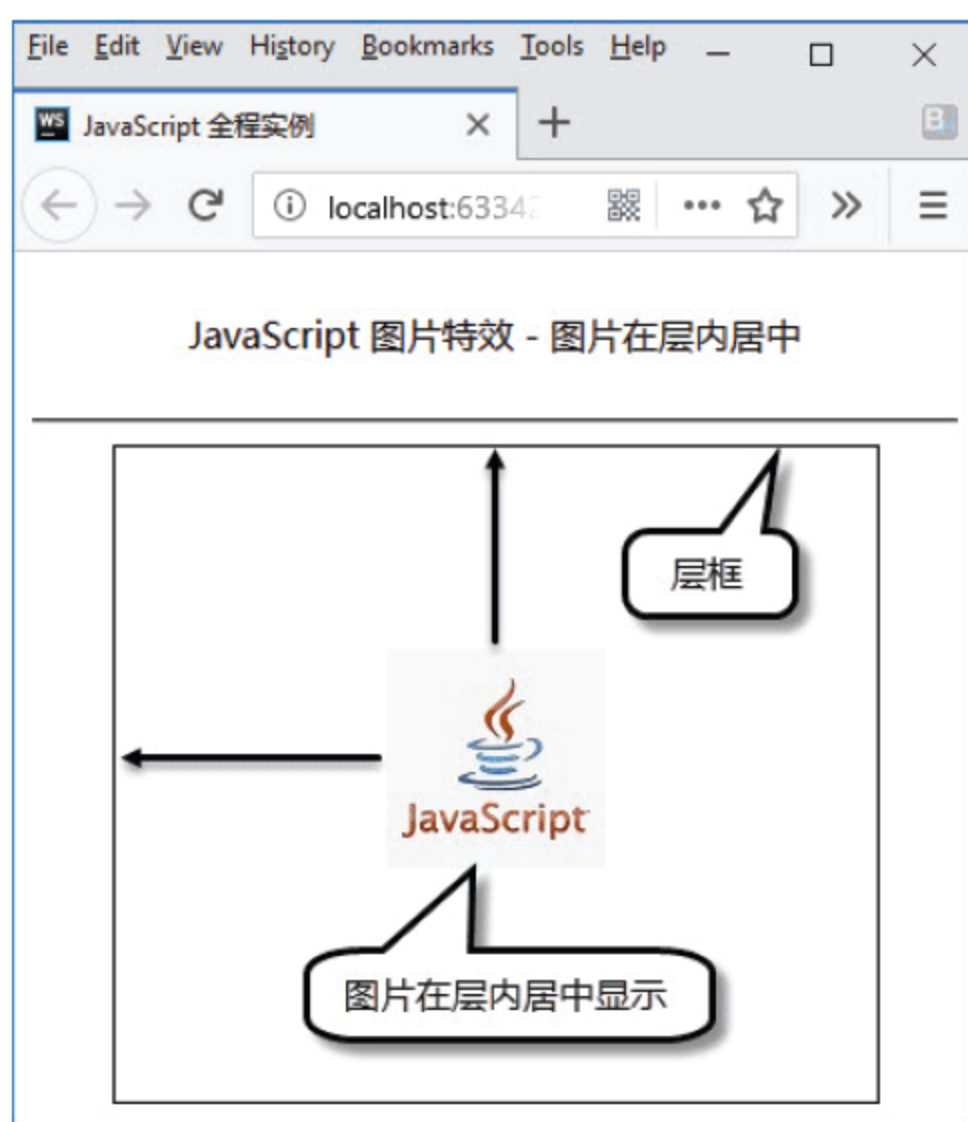 File Edit View History Bookmarks Tools Help
WS JavaScript 全程实例
B
localhost:6334
JavaScript 图片特效 - 图片在层内居中
层框
JavaScript
图片在层内居中显示